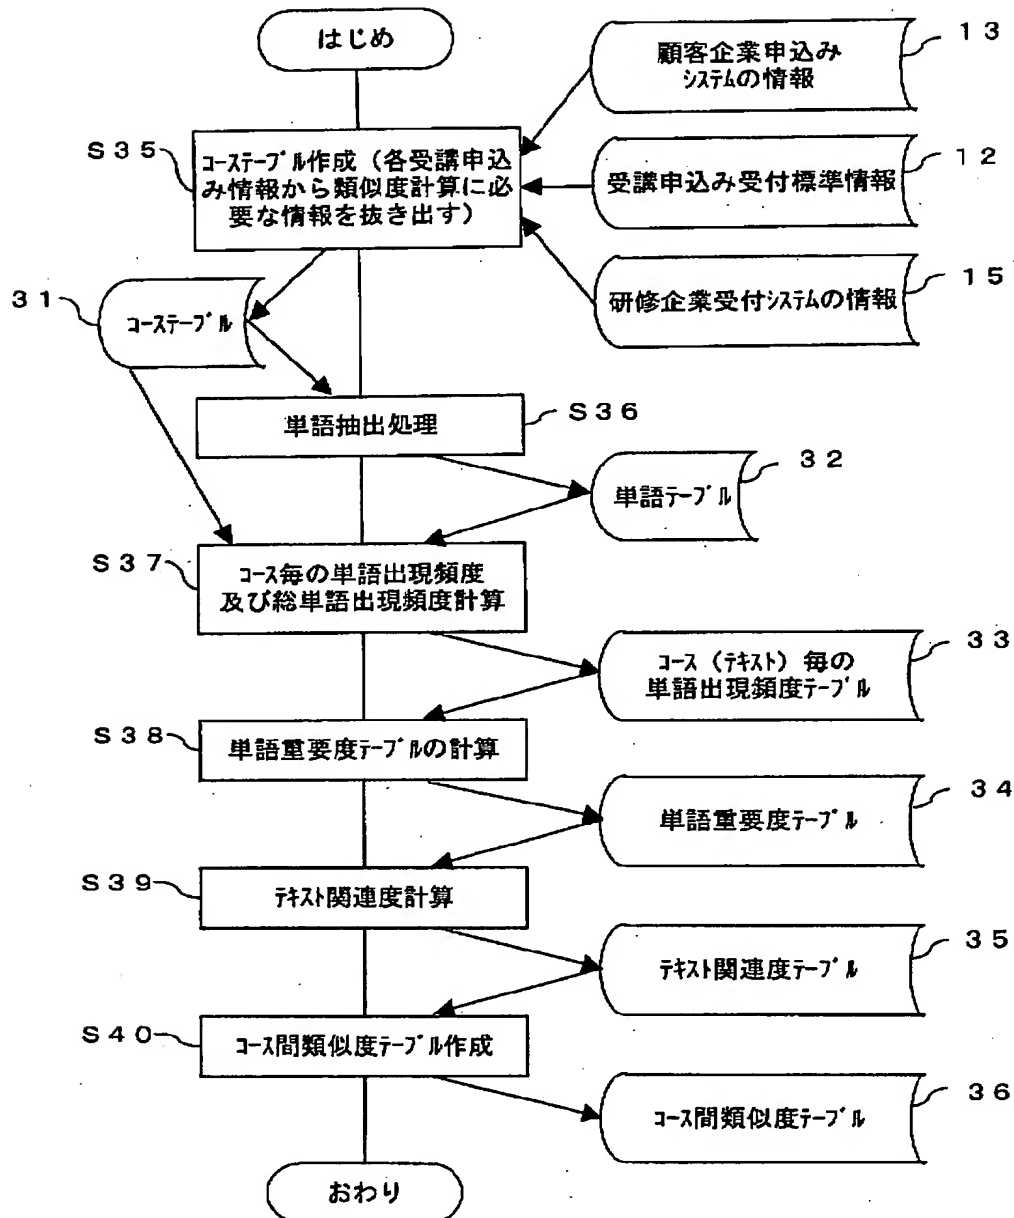 はじめ
１３
顧客企業申込み
ｼｽﾃﾑの情報
Ｓ３５
ｺｰｽﾃｰﾌﾞﾙ作成（各受講申込
み情報から類似度計算に必
要な情報を抜き出す）
１２
受講申込み受付標準情報
１５
研修企業受付ｼｽﾃﾑの情報
３１
ｺｰｽﾃｰﾌﾞﾙ
Ｓ３６
単語抽出処理
３２
単語ﾃｰﾌﾞﾙ
Ｓ３７
ｺｰｽ毎の単語出現頻度
及び総単語出現頻度計算
３３
ｺｰｽ（ﾃｷｽﾄ）毎の
単語出現頻度ﾃｰﾌﾞﾙ
Ｓ３８
単語重要度ﾃｰﾌﾞﾙの計算
３４
単語重要度ﾃｰﾌﾞﾙ
Ｓ３９
ﾃｷｽﾄ関連度計算
３５
ﾃｷｽﾄ関連度ﾃｰﾌﾞﾙ
Ｓ４０
ｺｰｽ間類似度ﾃｰﾌﾞﾙ作成
３６
ｺｰｽ間類似度ﾃｰﾌﾞﾙ
おわり